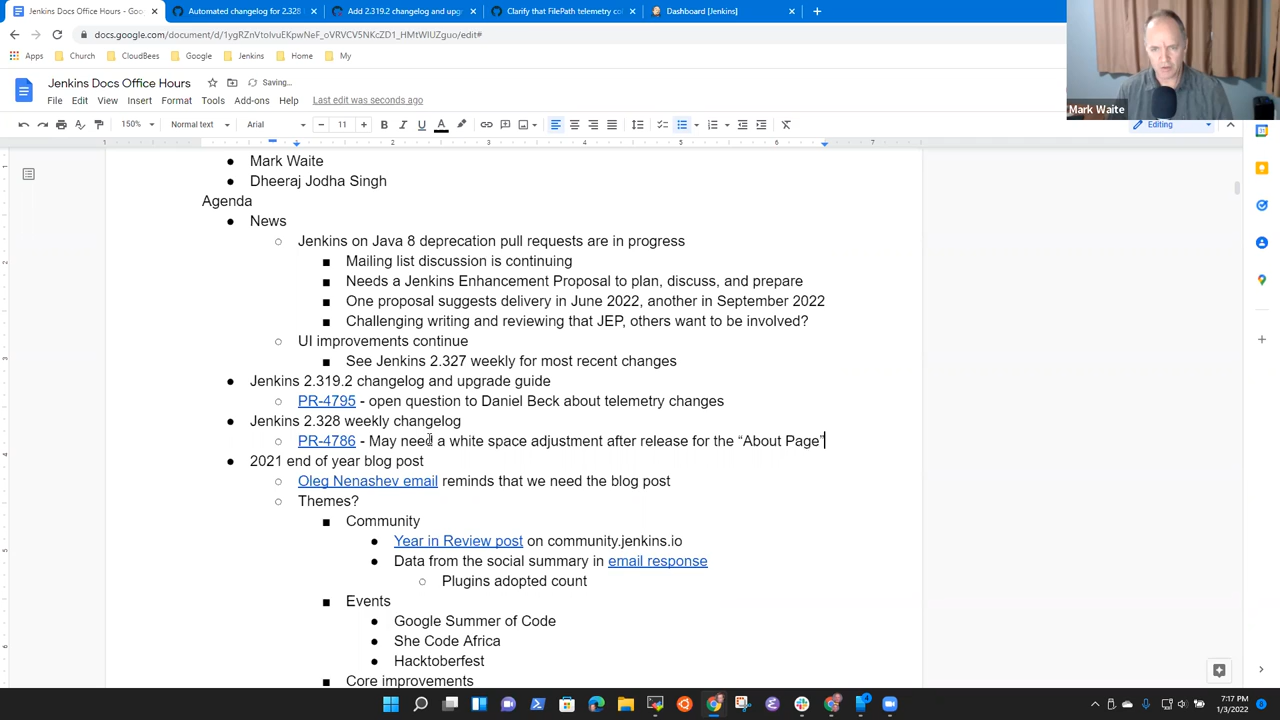 Jenkins Docs Office Hours - Goo
Automated changelog for 2.328
Add 2.319.2 changelog and upgr
Clarify that FilePath telemetry co
Dashboard [Jenkins]
docs.google.com/document/d/1ygRZnVtoIvuEKpwNeF_oVRVCV5NKcZD1_HMtWIUZguo/edit#
Apps
Church
CloudBees
Google
Jenkins
Home
My
Jenkins Docs Office Hours
Saving...
File Edit View Insert Format Tools Add-ons Help Last edit was seconds ago
150% Normal text Arial 11 Editing
Mark Waite
1 2 3 4 5 6 7
• Mark Waite
• Dheeraj Jodha Singh
Agenda
• News
○ Jenkins on Java 8 deprecation pull requests are in progress
■ Mailing list discussion is continuing
■ Needs a Jenkins Enhancement Proposal to plan, discuss, and prepare
■ One proposal suggests delivery in June 2022, another in September 2022
■ Challenging writing and reviewing that JEP, others want to be involved?
○ UI improvements continue
■ See Jenkins 2.327 weekly for most recent changes
• Jenkins 2.319.2 changelog and upgrade guide
○ PR-4795 - open question to Daniel Beck about telemetry changes
• Jenkins 2.328 weekly changelog
○ PR-4786 - May need a white space adjustment after release for the “About Page”
• 2021 end of year blog post
○ Oleg Nenashev email reminds that we need the blog post
○ Themes?
■ Community
• Year in Review post on community.jenkins.io
• Data from the social summary in email response
○ Plugins adopted count
■ Events
• Google Summer of Code
• She Code Africa
• Hacktoberfest
■ Core improvements
7:17 PM
1/3/2022